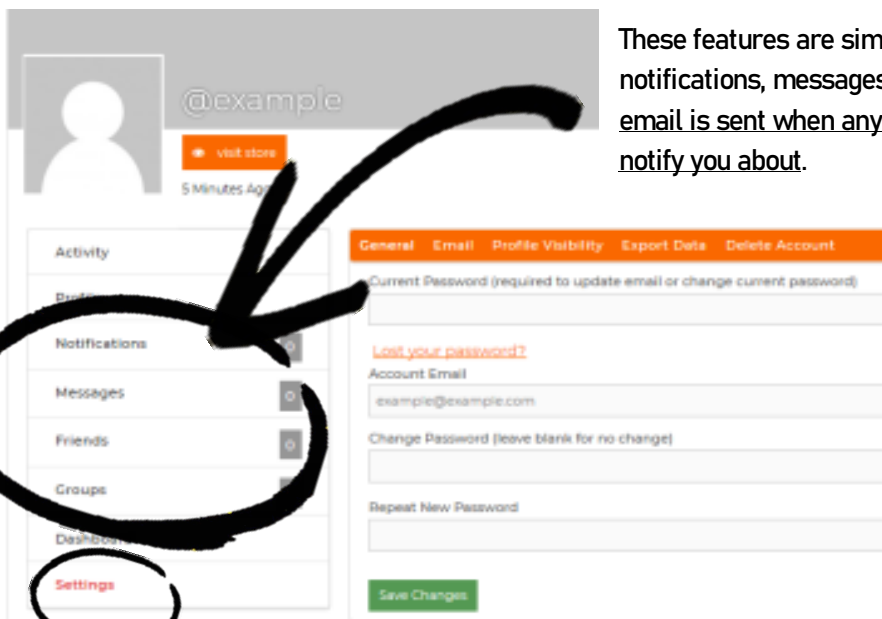 These features are sim
notifications, messages
email is sent when any
notify you about.
@example
visit store
5 Minutes Ago
Activity
General Email Profile Visibility Export Data Delete Account
Current Password (required to update email or change current password)
Notifications 0
Lost your password?
Account Email
Messages 0
example@example.com
Friends 0
Change Password (leave blank for no change)
Groups
Repeat New Password
Settings
Save Changes